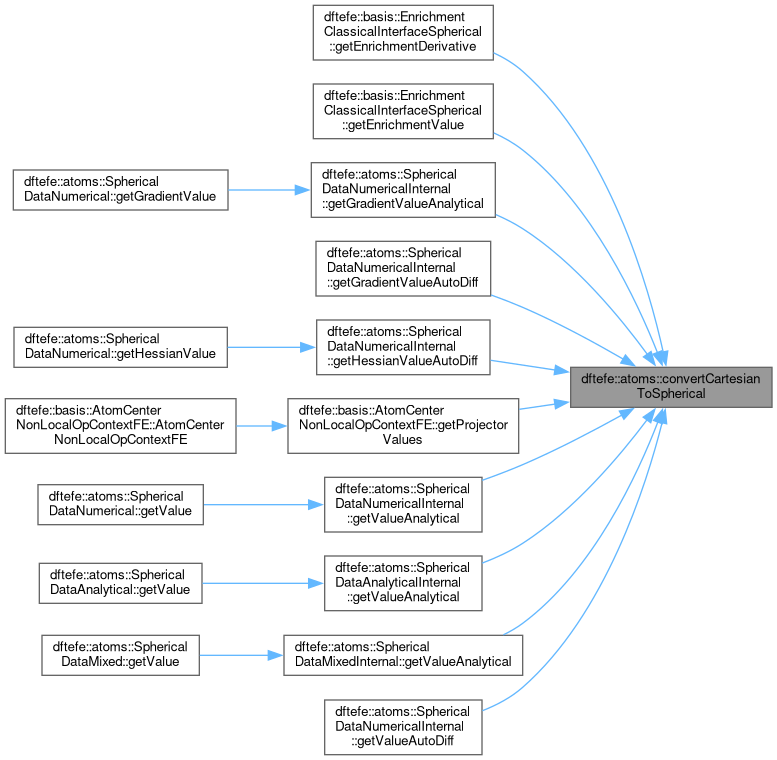 dftefe::basis::Enrichment
ClassicalInterfaceSpherical
::getEnrichmentDerivative
dftefe::basis::Enrichment
ClassicalInterfaceSpherical
::getEnrichmentValue
dftefe::atoms::Spherical
DataNumerical::getGradientValue
dftefe::atoms::Spherical
DataNumericalInternal
::getGradientValueAnalytical
dftefe::atoms::Spherical
DataNumericalInternal
::getGradientValueAutoDiff
dftefe::atoms::Spherical
DataNumerical::getHessianValue
dftefe::atoms::Spherical
DataNumericalInternal
::getHessianValueAutoDiff
dftefe::atoms::convertCartesian
ToSpherical
dftefe::basis::AtomCenter
NonLocalOpContextFE::AtomCenter
NonLocalOpContextFE
dftefe::basis::AtomCenter
NonLocalOpContextFE::getProjector
Values
dftefe::atoms::Spherical
DataNumerical::getValue
dftefe::atoms::Spherical
DataNumericalInternal
::getValueAnalytical
dftefe::atoms::Spherical
DataAnalytical::getValue
dftefe::atoms::Spherical
DataAnalyticalInternal
::getValueAnalytical
dftefe::atoms::Spherical
DataMixed::getValue
dftefe::atoms::Spherical
DataMixedInternal::getValueAnalytical
dftefe::atoms::Spherical
DataNumericalInternal
::getValueAutoDiff